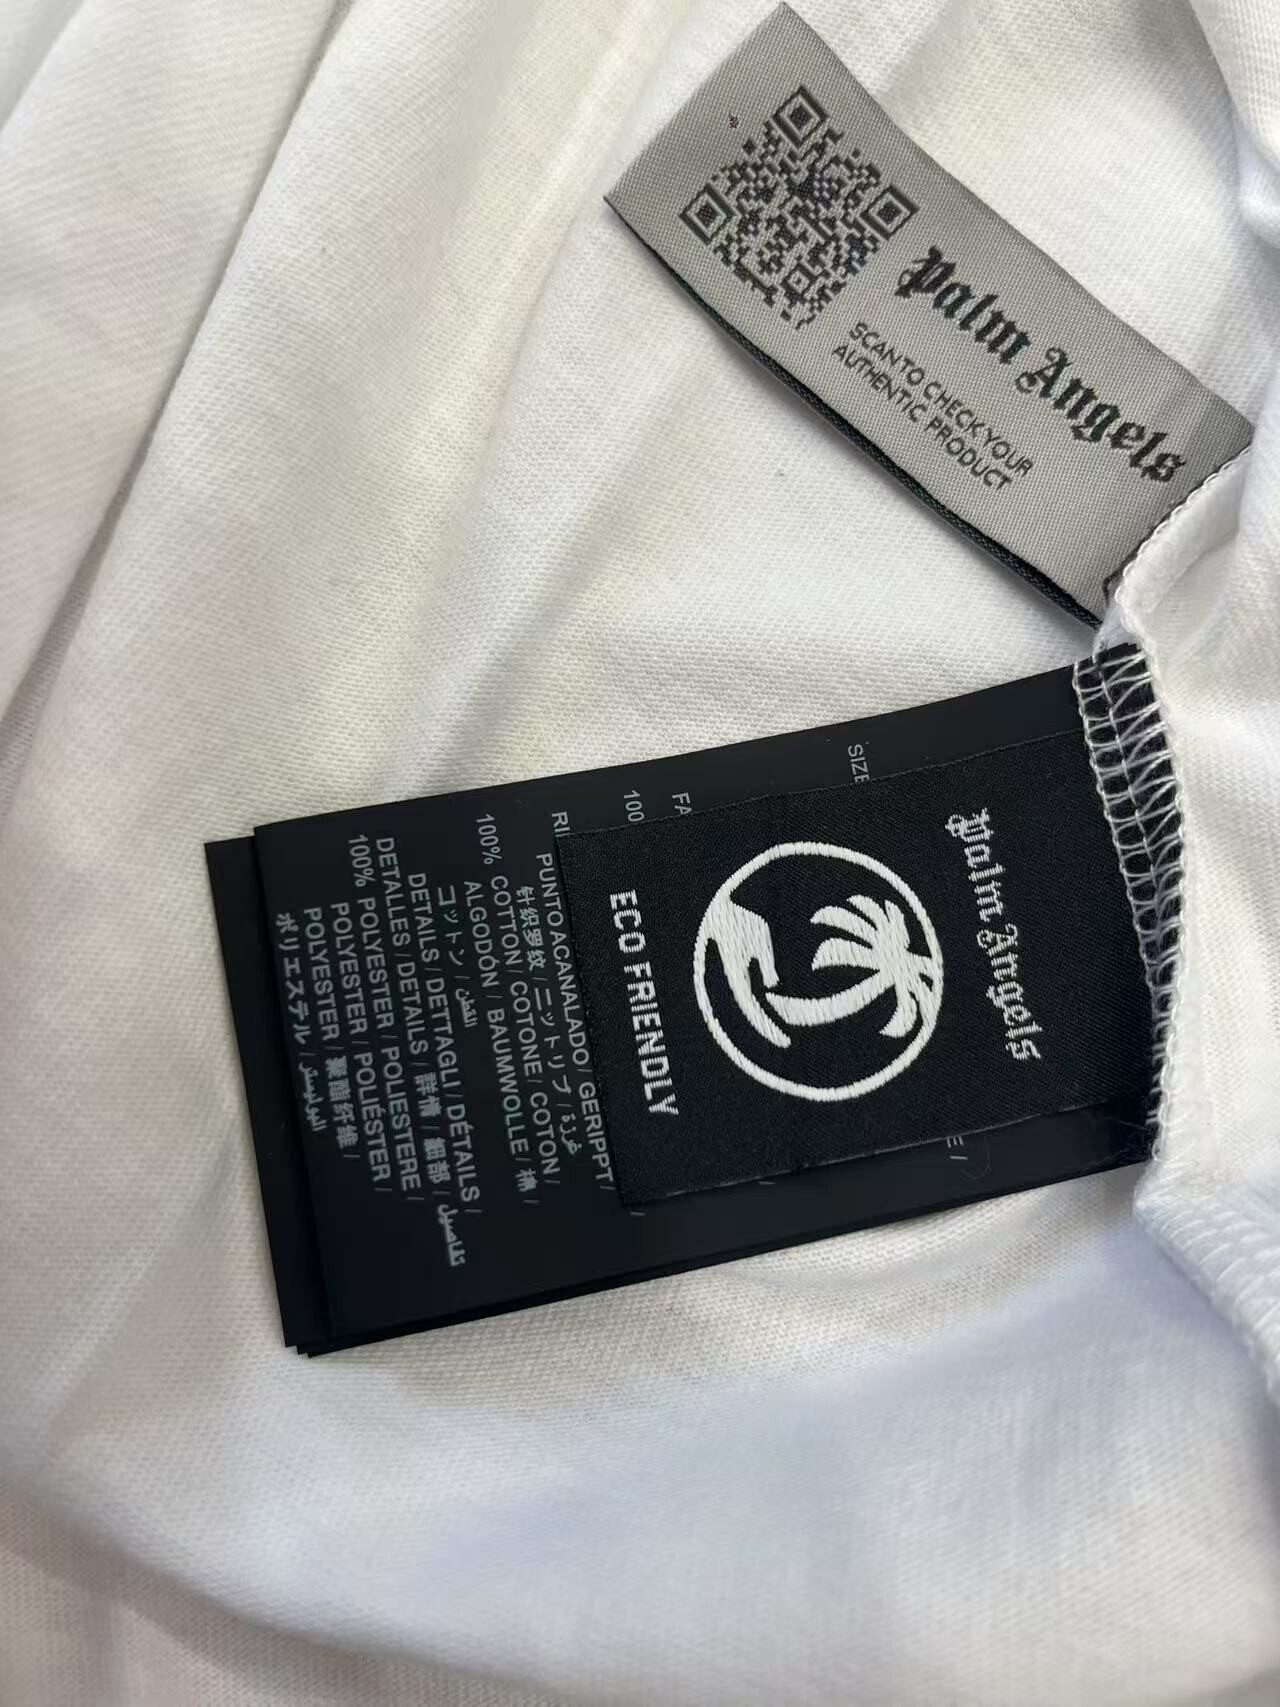 Palm Angels
SCAN TO CHECK YOUR
AUTHENTIC PRODUCT
Palm Angels
ECO FRIENDLY
SIZE
FA
100
RI
PUNTO ACANALADO / GERIPPT /
针织罗纹 / ニットリブ / غرزة
100% COTTON / COTONE / COTON /
ALGODÓN / BAUMWOLLE / 棉 /
コットン / القطن
DETAILS / DETTAGLI / DÉTAILS /
DETALLES / DETAILS / 詳情 / 細部 / تفاصيل
100% POLYESTER / POLIESTERE /
POLYESTER / POLIÉSTER /
POLYESTER / 聚酯纤维 /
ポリエステル / البوليستر
E /